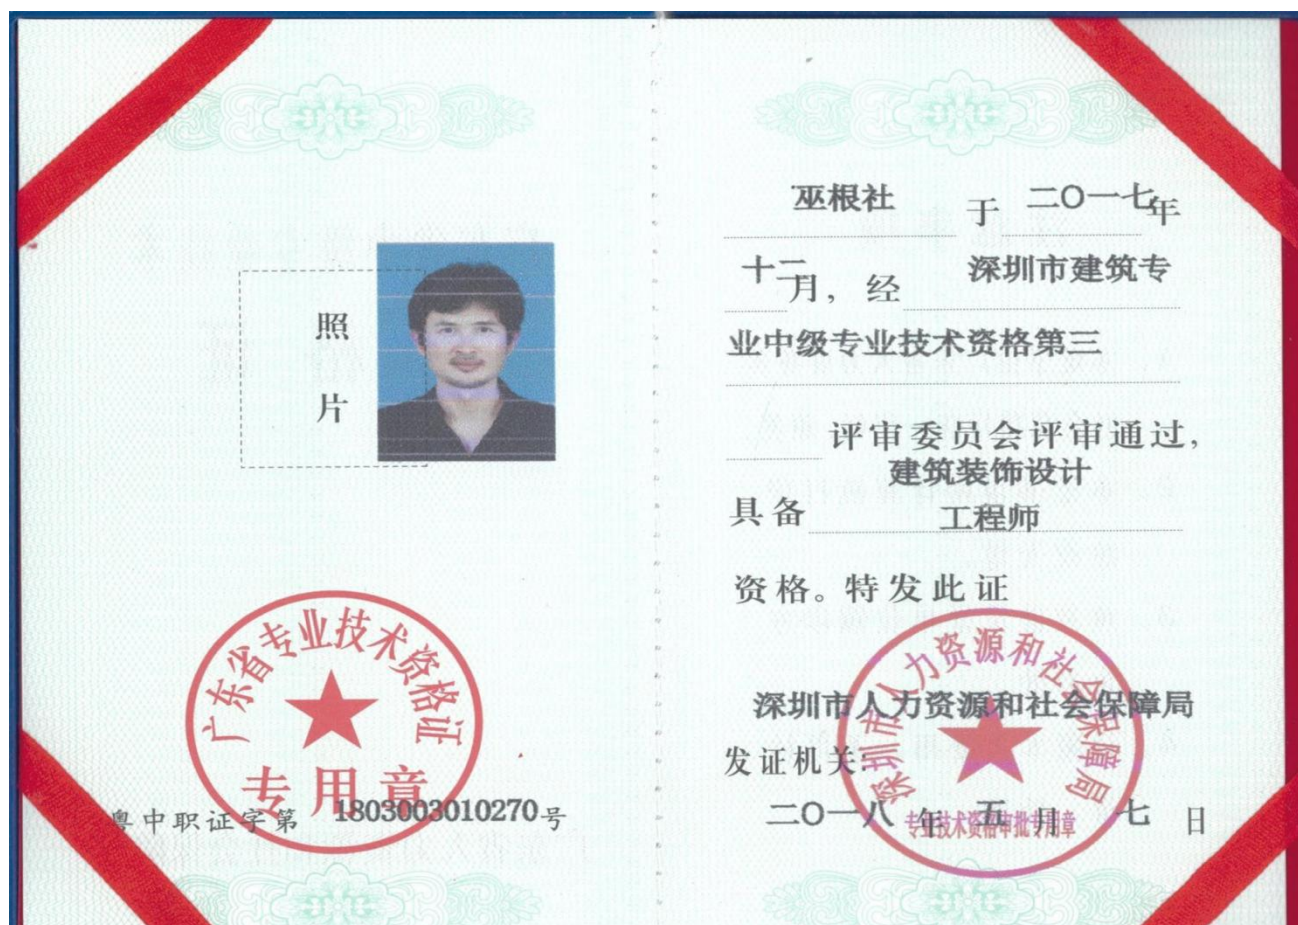 照
片
广东省专业技术资格证
专用章
粤中职证字第 1803003010270号
巫根社 于 二〇一七年
十二月，经 深圳市建筑专
业中级专业技术资格第三
评审委员会评审通过，
建筑装饰设计
具备 工程师
资格。特发此证
深圳市人力资源和社会保障局
深圳市人力资源和社会保障局
发证机关：
二〇一八 年 五 月 七 日
专业技术资格审批专用章